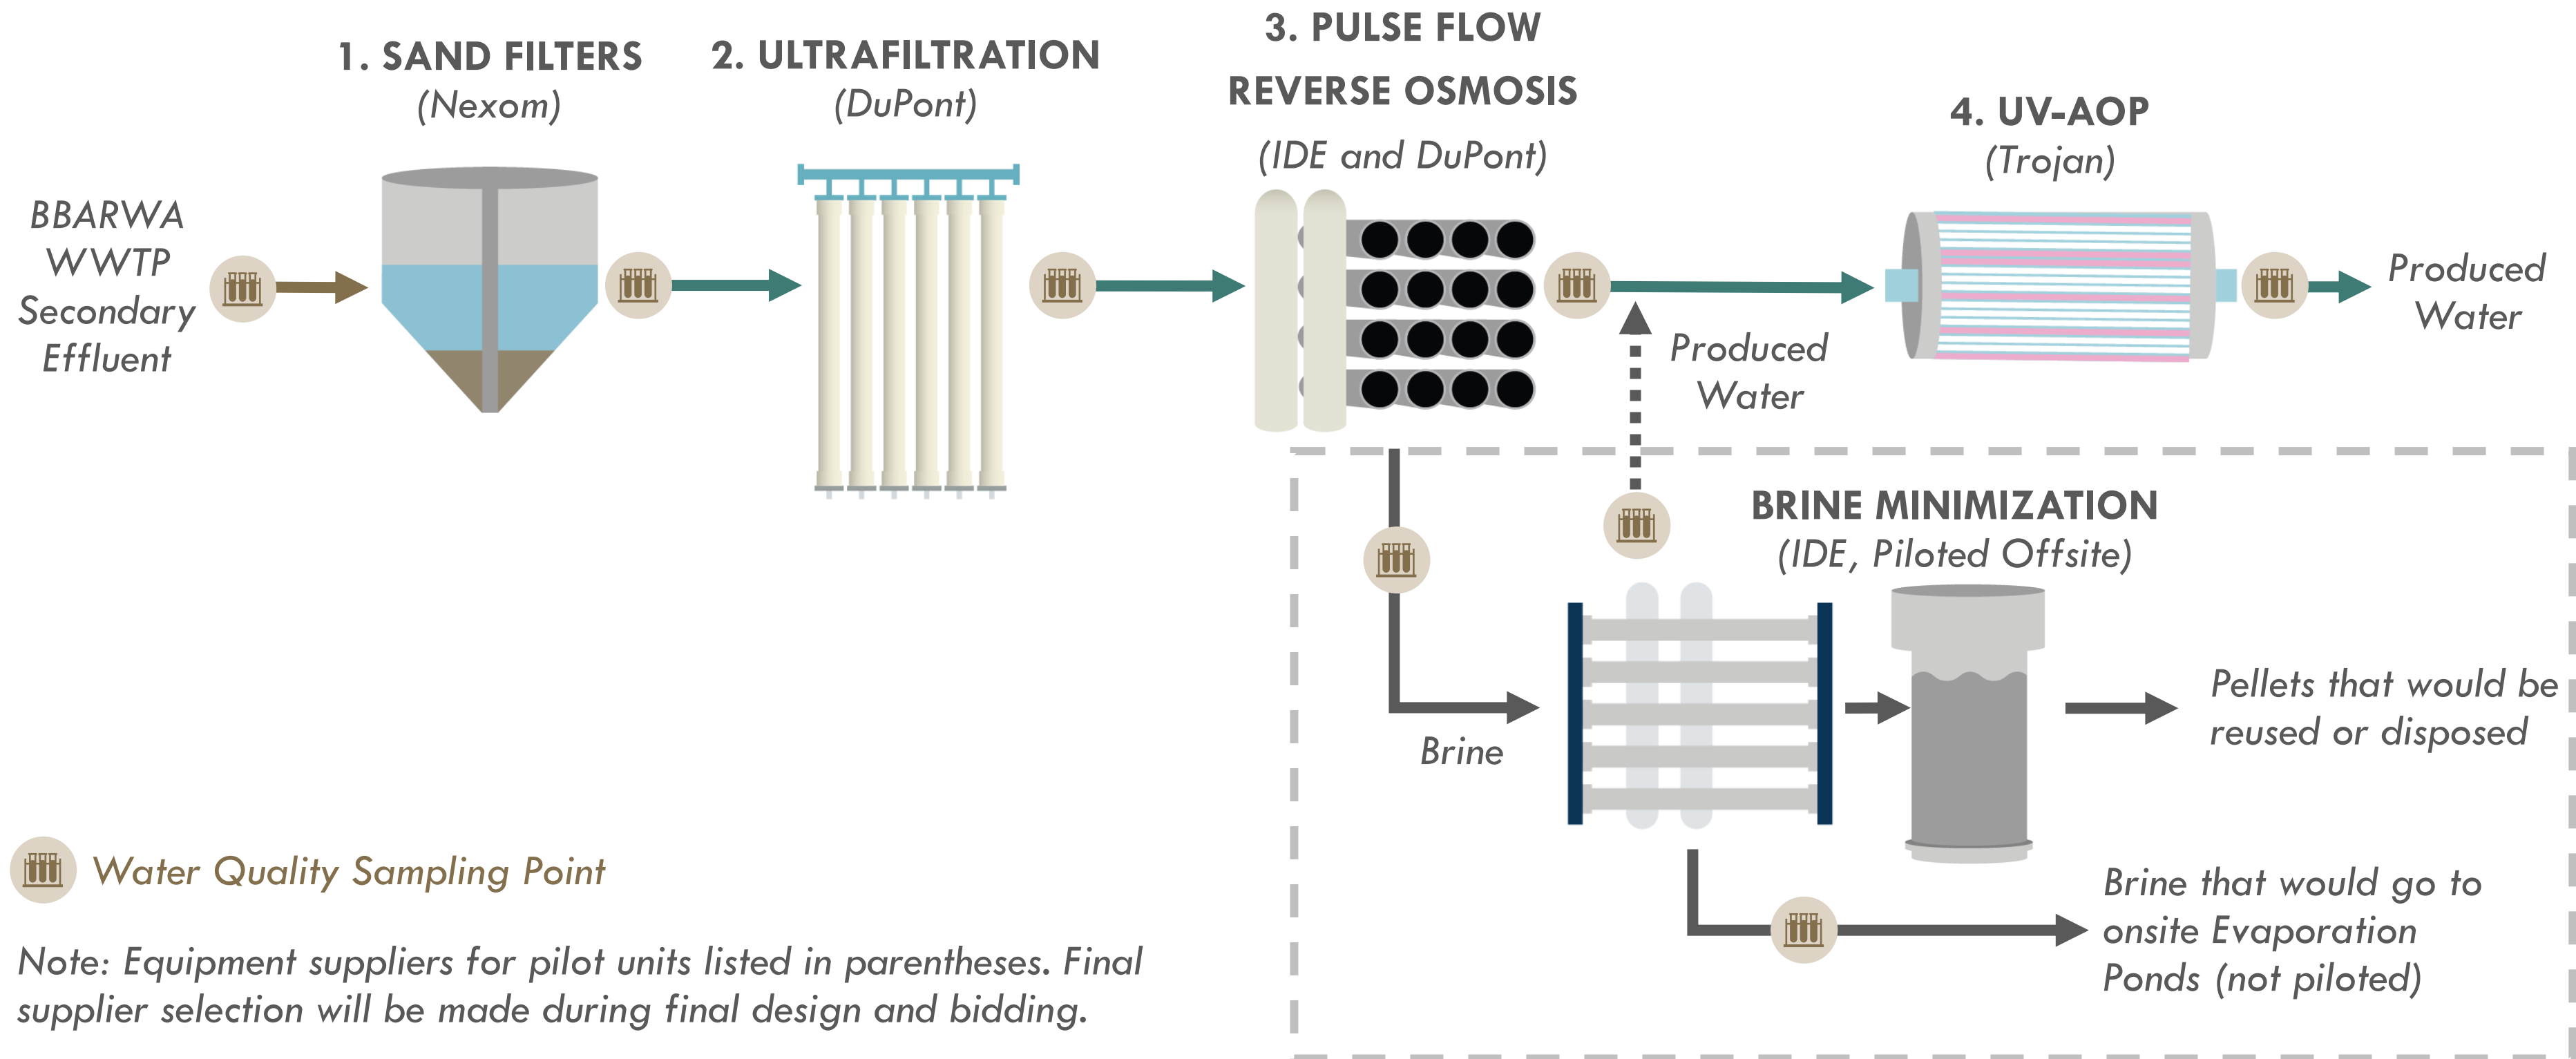 1. SAND FILTERS
(Nexom)
2. ULTRAFILTRATION
(DuPont)
3. PULSE FLOW
REVERSE OSMOSIS
(IDE and DuPont)
4. UV-AOP
(Trojan)
BBARWA
WWTP
Secondary
Effluent
Produced
Water
Produced
Water
BRINE MINIMIZATION
(IDE, Piloted Offsite)
Brine
Pellets that would be
reused or disposed
Brine that would go to
onsite Evaporation
Ponds (not piloted)
Water Quality Sampling Point
Note: Equipment suppliers for pilot units listed in parentheses. Final
supplier selection will be made during final design and bidding.